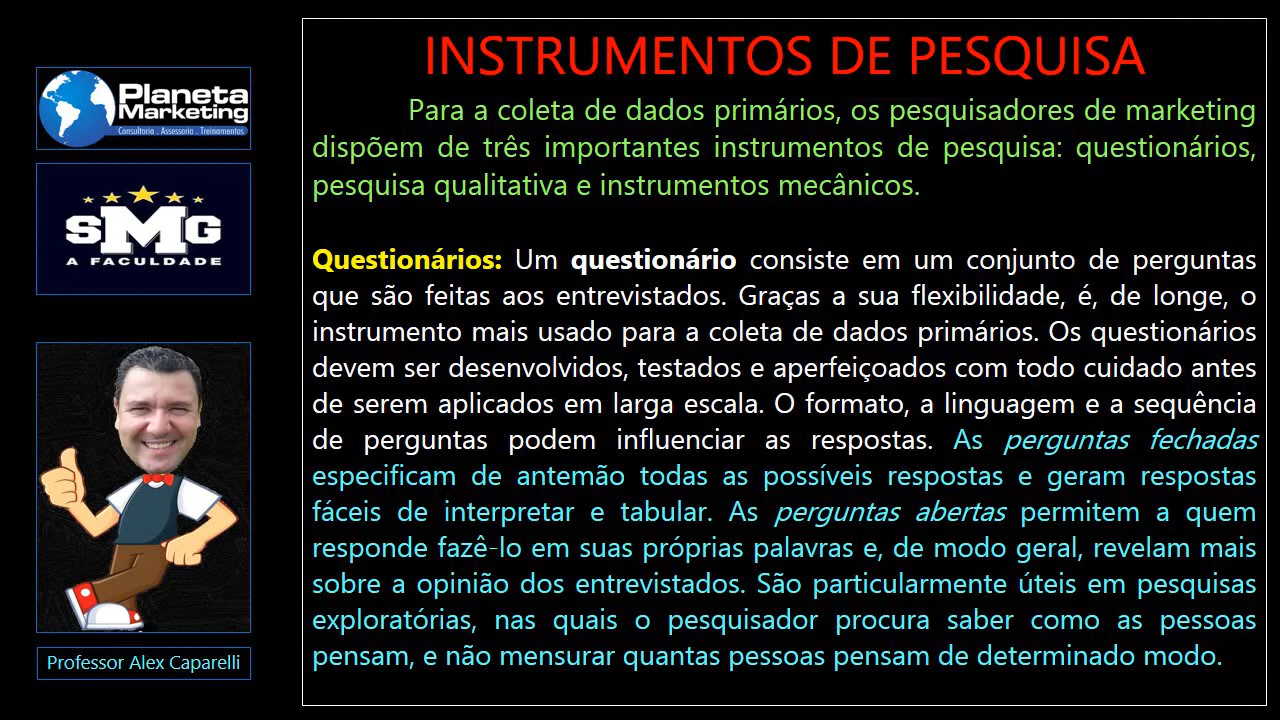 Planeta
Marketing
Consultoria . Assessoria . Treinamentos
SMG
A FACULDADE
Professor Alex Caparelli
INSTRUMENTOS DE PESQUISA
Para a coleta de dados primários, os pesquisadores de marketing
dispõem de três importantes instrumentos de pesquisa: questionários,
pesquisa qualitativa e instrumentos mecânicos.
Questionários: Um questionário consiste em um conjunto de perguntas
que são feitas aos entrevistados. Graças a sua flexibilidade, é, de longe, o
instrumento mais usado para a coleta de dados primários. Os questionários
devem ser desenvolvidos, testados e aperfeiçoados com todo cuidado antes
de serem aplicados em larga escala. O formato, a linguagem e a sequência
de perguntas podem influenciar as respostas. As perguntas fechadas
especificam de antemão todas as possíveis respostas e geram respostas
fáceis de interpretar e tabular. As perguntas abertas permitem a quem
responde fazê-lo em suas próprias palavras e, de modo geral, revelam mais
sobre a opinião dos entrevistados. São particularmente úteis em pesquisas
exploratórias, nas quais o pesquisador procura saber como as pessoas
pensam, e não mensurar quantas pessoas pensam de determinado modo.